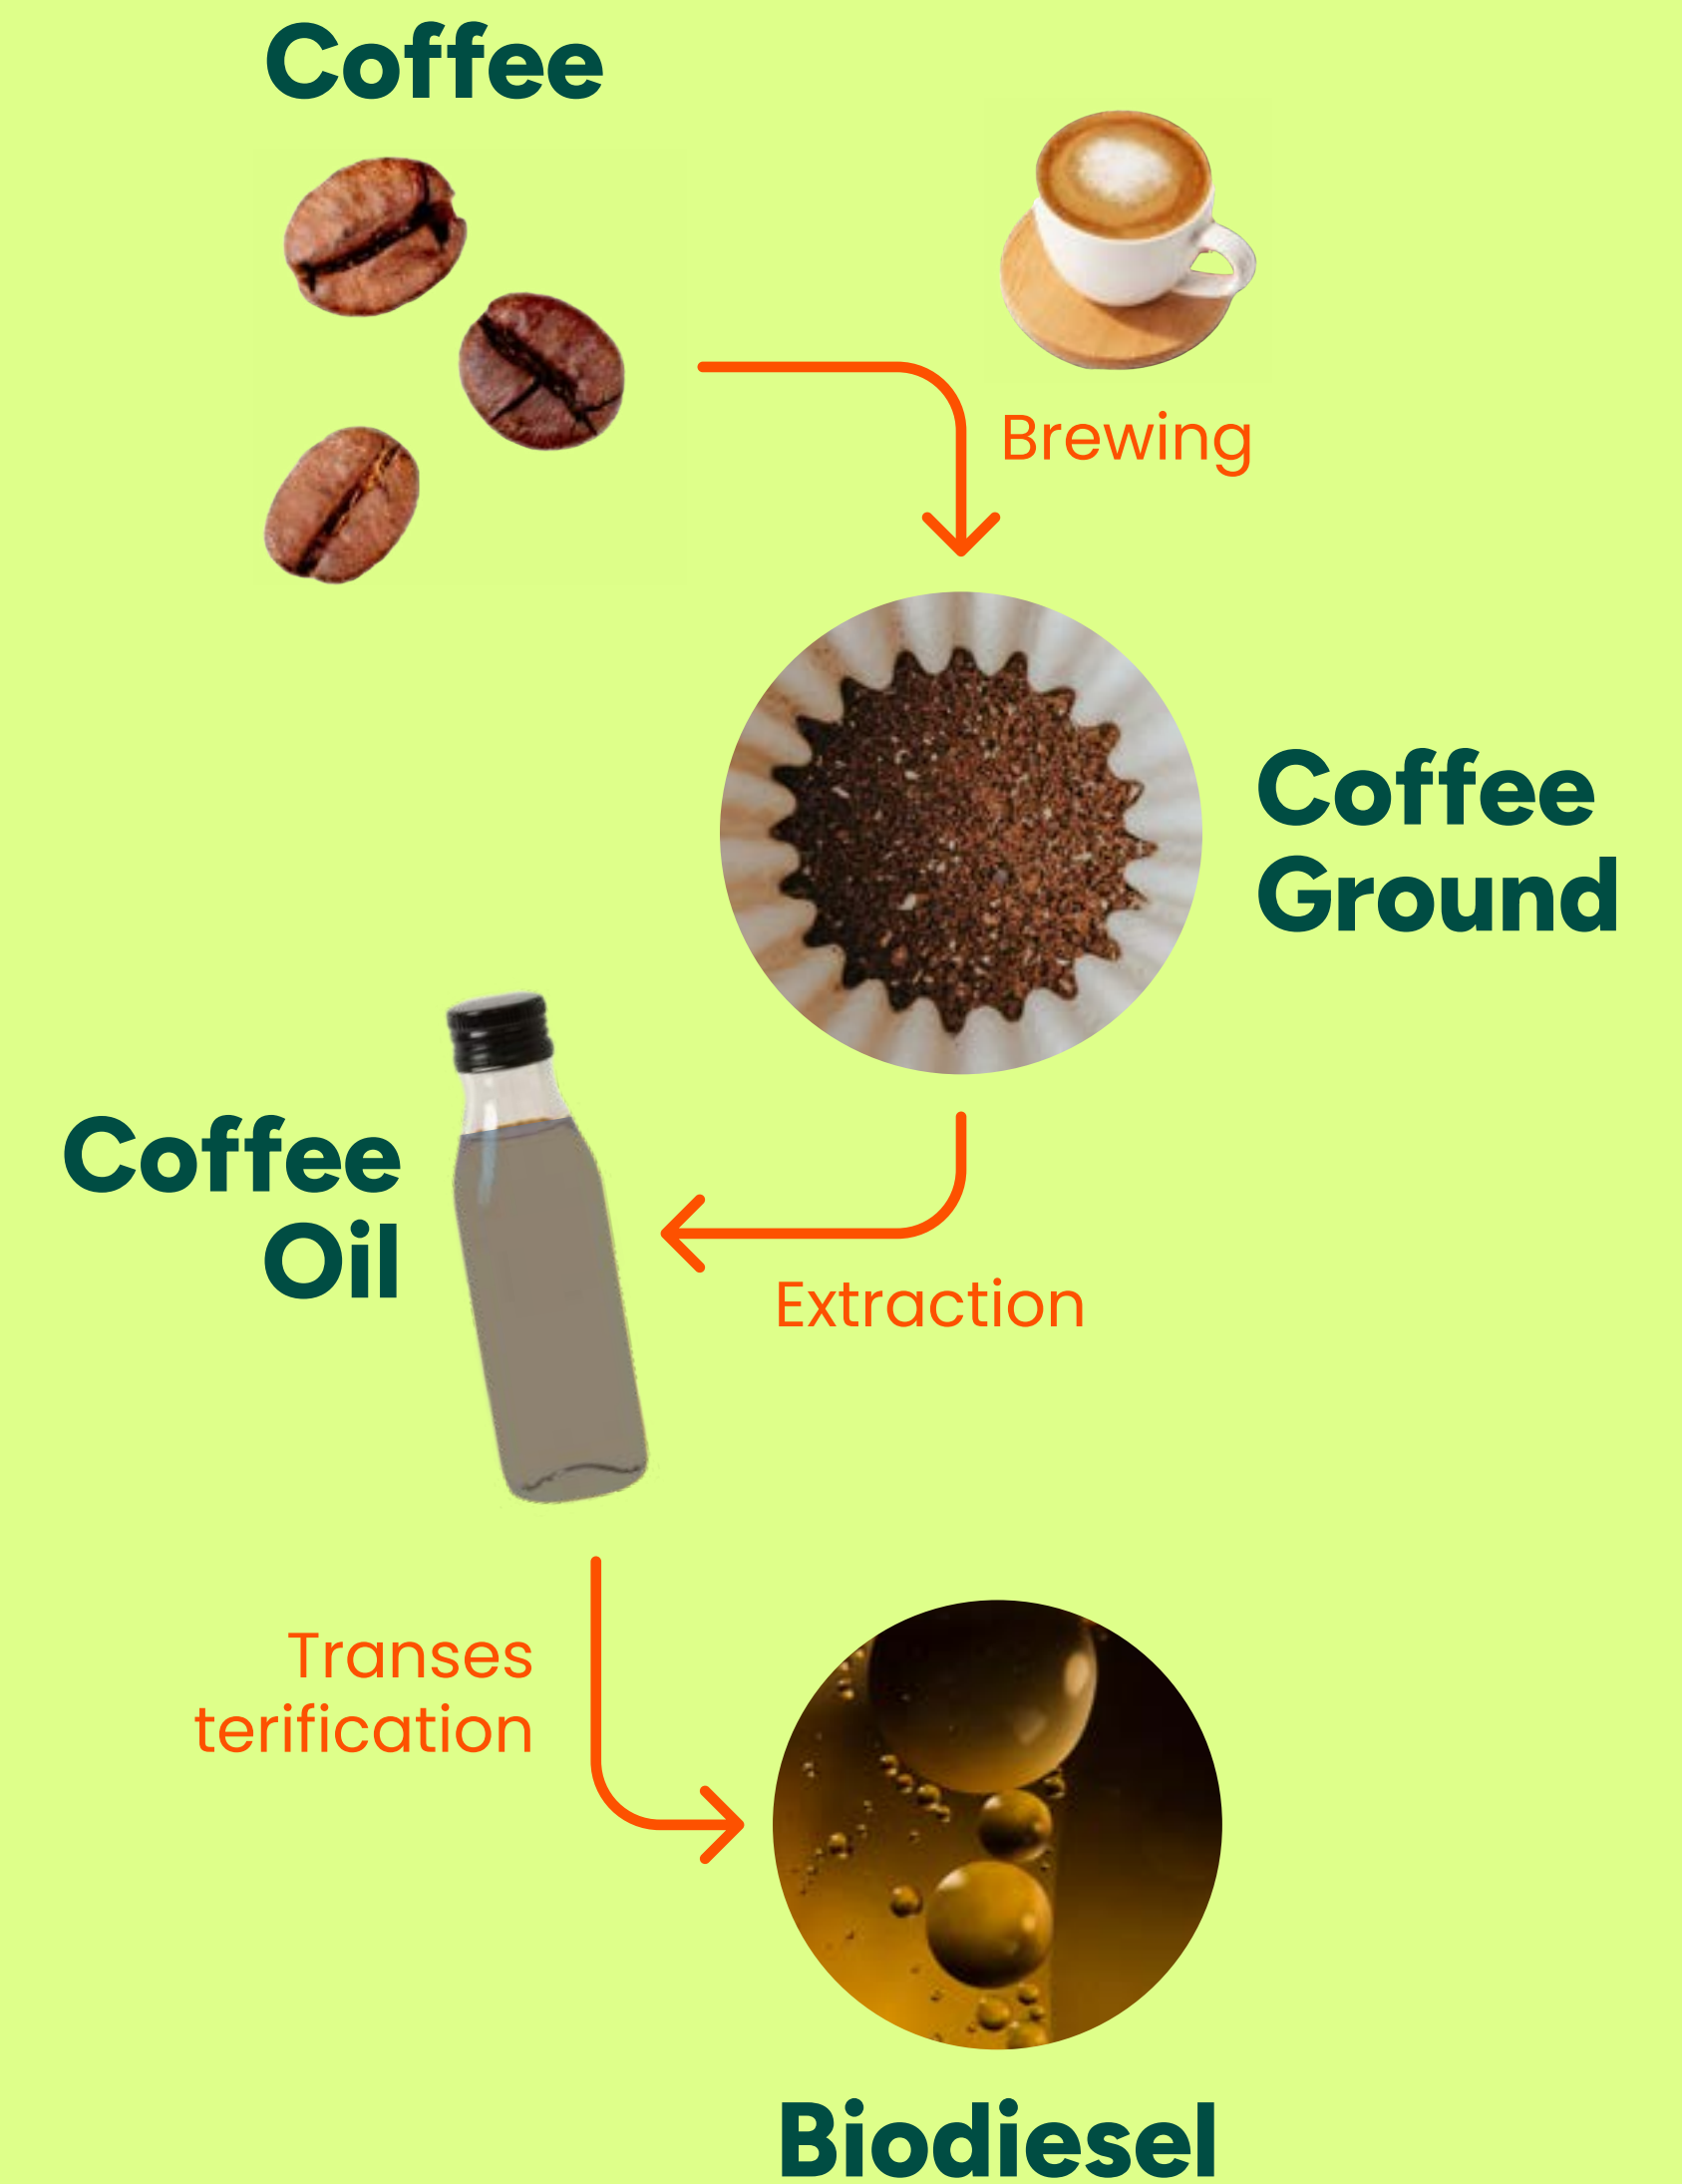 Coffee
Brewing
Coffee
Ground
Coffee
Oil
Extraction
Transes
terification
Biodiesel